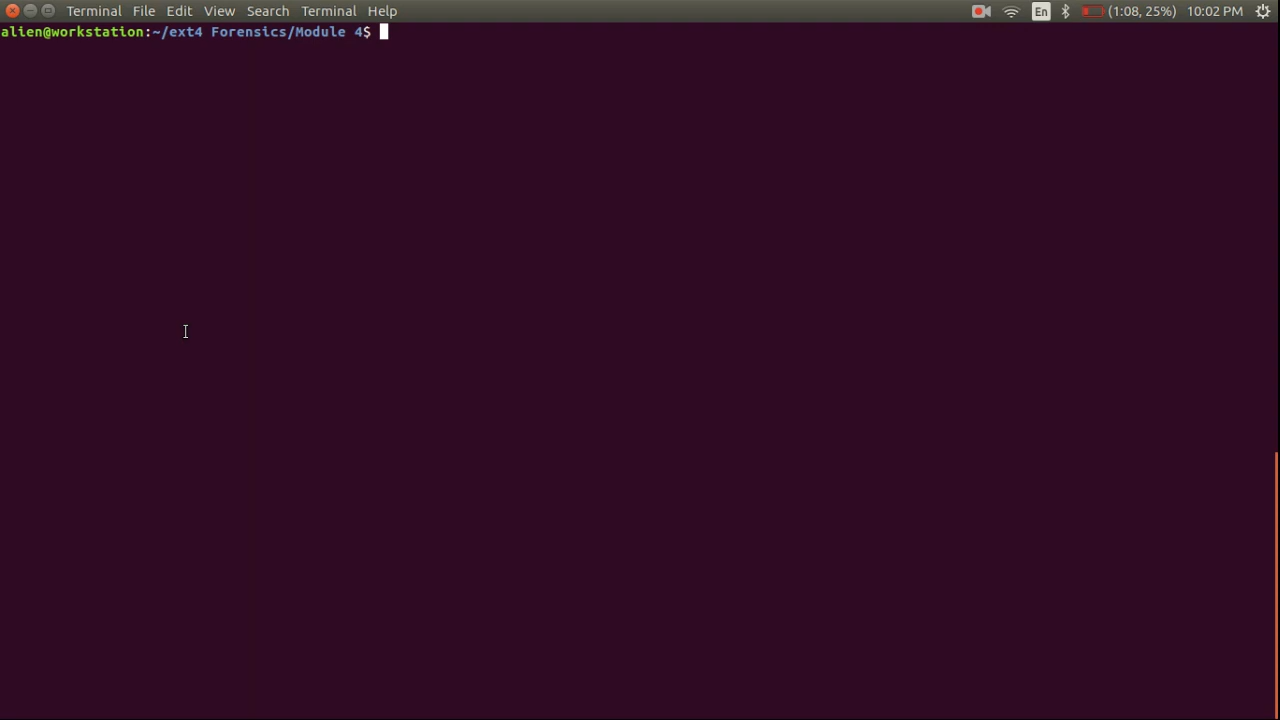 Terminal File Edit View Search Terminal Help En (1:08, 25%) 10:02 PM
alien@workstation:~/ext4 Forensics/Module 4$